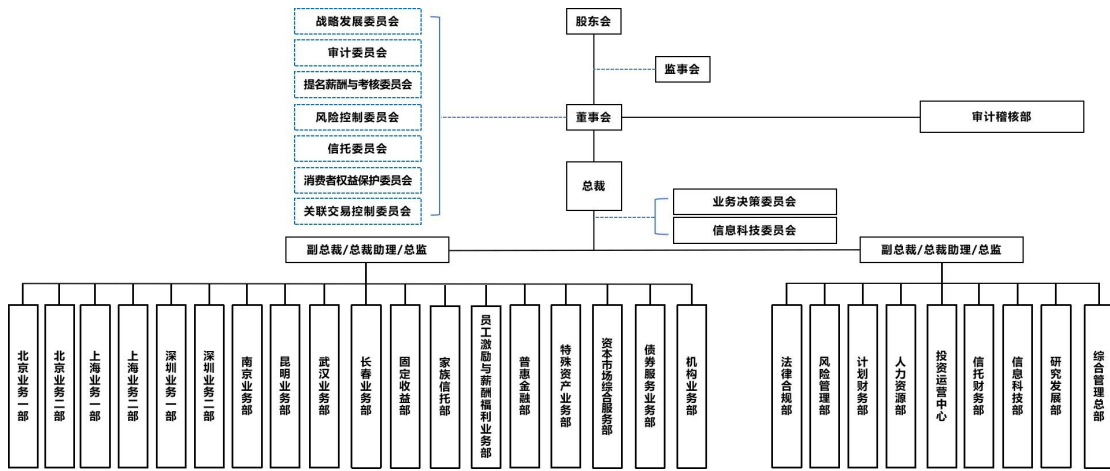 战略发展委员会
审计委员会
提名薪酬与考核委员会
风险控制委员会
信托委员会
消费者权益保护委员会
关联交易控制委员会
股东会
监事会
董事会
审计稽核部
总裁
业务决策委员会
信息科技委员会
副总裁/总裁助理/总监
副总裁/总裁助理/总监
北京业务一部
北京业务二部
上海业务一部
上海业务二部
深圳业务一部
深圳业务二部
南京业务部
昆明业务部
武汉业务部
长春业务部
固定收益部
家族信托部
员工激励与薪酬福利业务部
普惠金融部
特殊资产业务部
资本市场综合服务部
债券服务业务部
机构业务部
法律合规部
风险管理部
计划财务部
人力资源部
投资运营中心
信托财务部
信息科技部
研究发展部
综合管理总部